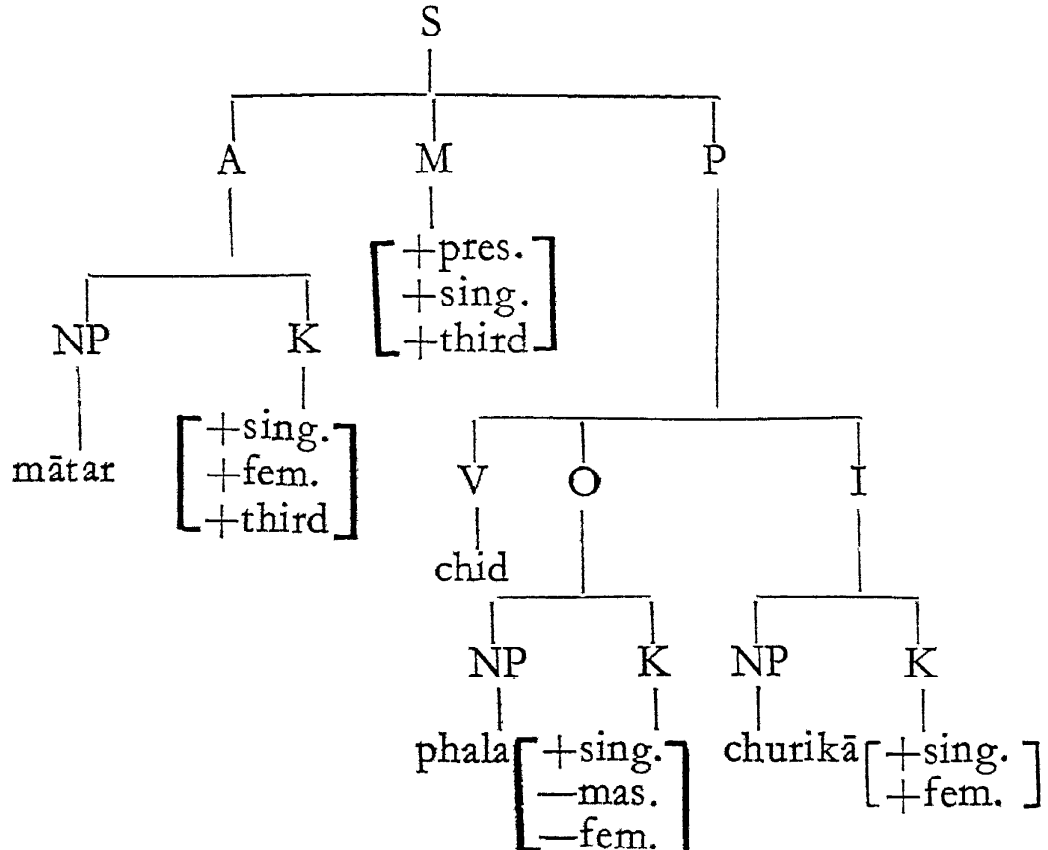 S
A M P
+pres.
+sing.
+third
NP K
+sing.
+fem.
+third
mātar
V O I
chid
NP K NP K
phala +sing. churikā +sing.
—mas. +fem.
—fem.